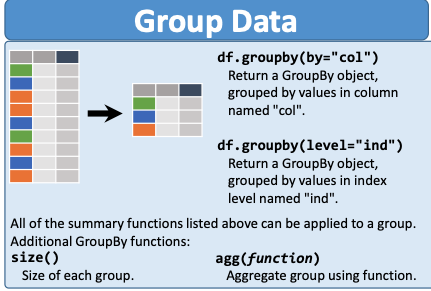 Group Data
df.groupby(by="col")
Return a GroupBy object,
grouped by values in column
named "col".
df.groupby(level="ind")
Return a GroupBy object,
grouped by values in index
level named "ind".
All of the summary functions listed above can be applied to a group.
Additional GroupBy functions:
size()
Size of each group.
agg(function)
Aggregate group using function.